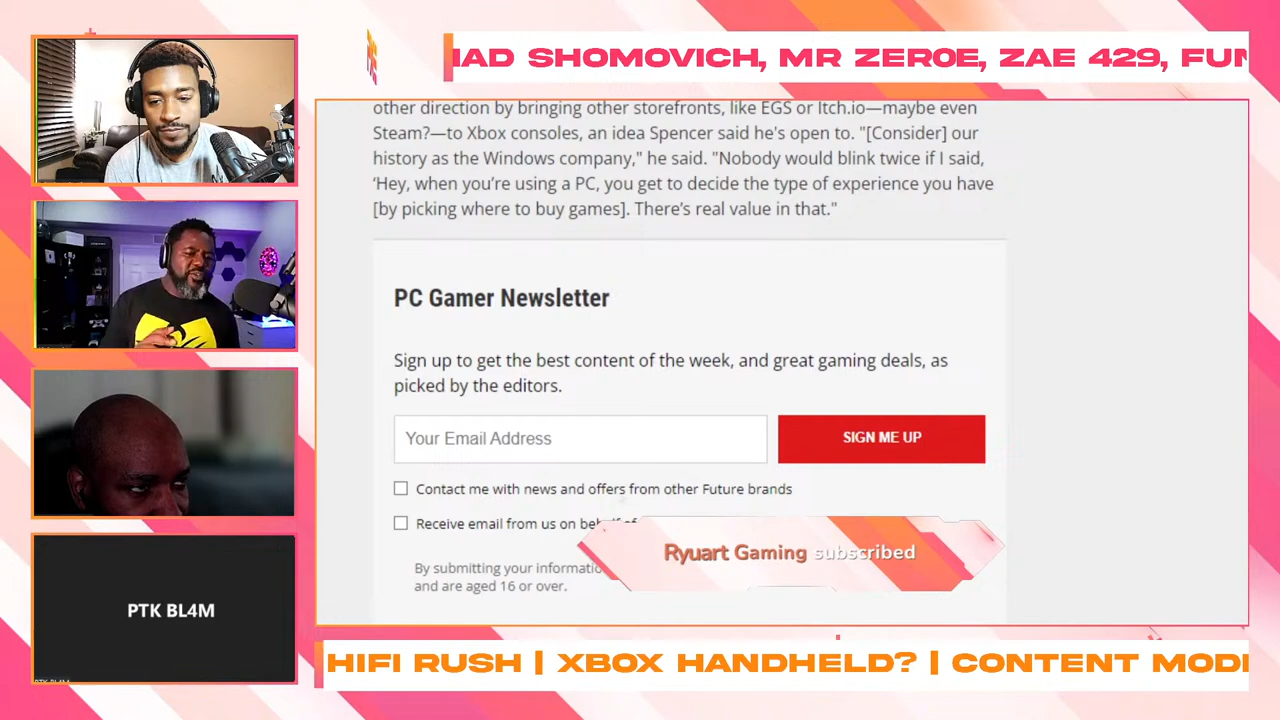 IAD SHOMOVICH, MR ZEROE, ZAE 429, FUN
other direction by bringing other storefronts, like EGS or Itch.io—maybe even
Steam?—to Xbox consoles, an idea Spencer said he's open to. "[Consider] our
history as the Windows company," he said. "Nobody would blink twice if I said,
‘Hey, when you’re using a PC, you get to decide the type of experience you have
[by picking where to buy games]. There’s real value in that."
PC Gamer Newsletter
Sign up to get the best content of the week, and great gaming deals, as
picked by the editors.
Your Email Address
SIGN ME UP
Contact me with news and offers from other Future brands
Receive email from us on behalf of
Ryuart Gaming subscribed
By submitting your informatio
and are aged 16 or over.
PTK BL4M
HIFI RUSH | XBOX HANDHELD? | CONTENT MODE